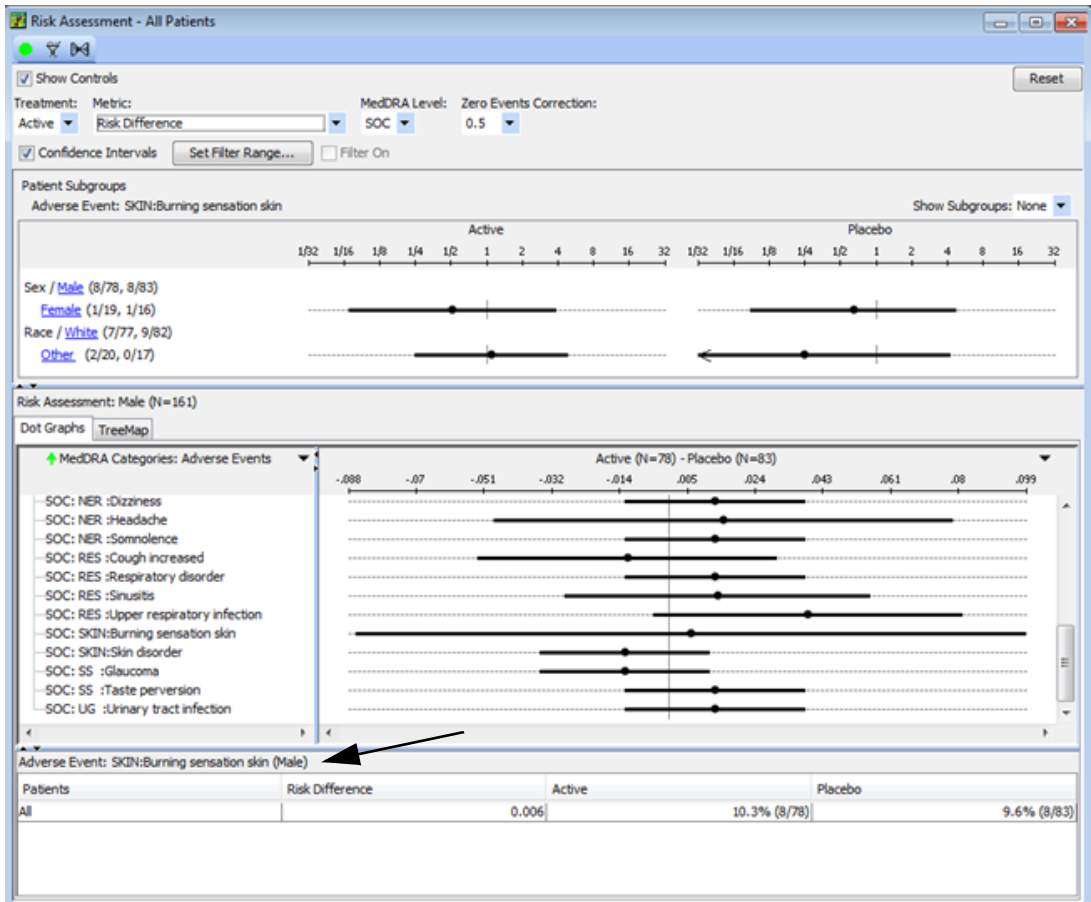 Risk Assessment - All Patients
Show Controls
Reset
Treatment: Metric: MedDRA Level: Zero Events Correction:
Active Risk Difference SOC 0.5
Confidence Intervals Set Filter Range... Filter On
Patient Subgroups
Adverse Event: SKIN:Burning sensation skin Show Subgroups: None
Active Placebo
1/32 1/16 1/8 1/4 1/2 1 2 4 8 16 32 1/32 1/16 1/8 1/4 1/2 1 2 4 8 16 32
Sex / Male (8/78, 8/83)
Female (1/19, 1/16)
Race / White (7/77, 9/82)
Other (2/20, 0/17)
Risk Assessment: Male (N=161)
Dot Graphs TreeMap
MedDRA Categories: Adverse Events Active (N=78) - Placebo (N=83)
-.088 -.07 -.051 -.032 -.014 .005 .024 .043 .061 .08 .099
SOC: NER :Dizziness
SOC: NER :Headache
SOC: NER :Somnolence
SOC: RES :Cough increased
SOC: RES :Respiratory disorder
SOC: RES :Sinusitis
SOC: RES :Upper respiratory infection
SOC: SKIN:Burning sensation skin
SOC: SKIN:Skin disorder
SOC: SS :Glaucoma
SOC: SS :Taste perversion
SOC: UG :Urinary tract infection
Adverse Event: SKIN:Burning sensation skin (Male)
Patients Risk Difference Active Placebo
All 0.006 10.3% (8/78) 9.6% (8/83)